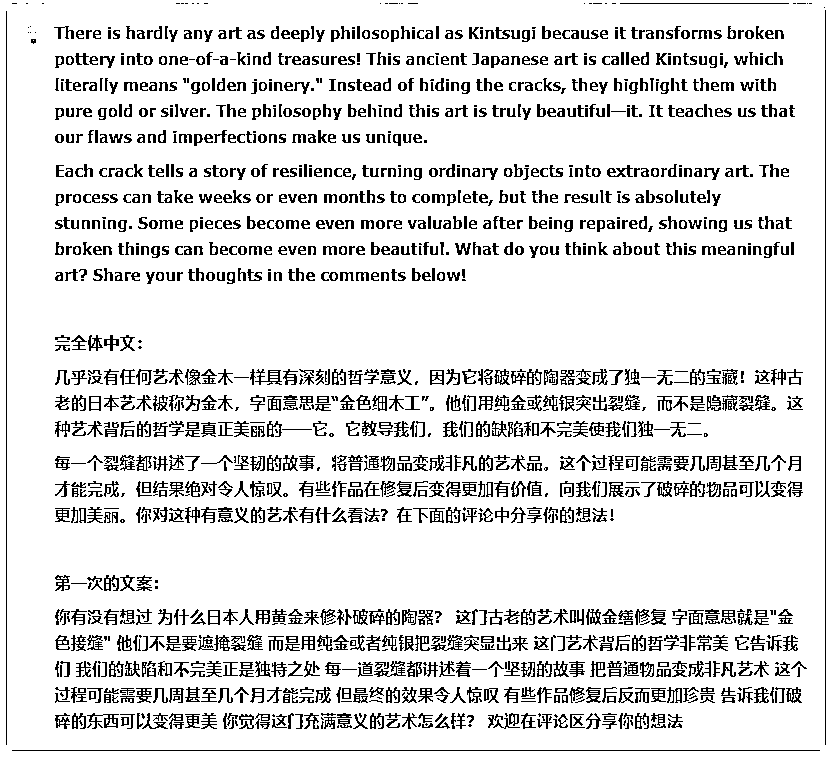 There is hardly any art as deeply philosophical as Kintsugi because it transforms broken
pottery into one-of-a-kind treasures! This ancient Japanese art is called Kintsugi, which
literally means "golden joinery." Instead of hiding the cracks, they highlight them with
pure gold or silver. The philosophy behind this art is truly beautiful—it. It teaches us that
our flaws and imperfections make us unique.
Each crack tells a story of resilience, turning ordinary objects into extraordinary art. The
process can take weeks or even months to complete, but the result is absolutely
stunning. Some pieces become even more valuable after being repaired, showing us that
broken things can become even more beautiful. What do you think about this meaningful
art? Share your thoughts in the comments below!
完全体中文：
几乎没有任何艺术像金木一样具有深刻的哲学意义，因为它将破碎的陶器变成了独一无二的宝藏！这种古
老的日本艺术被称为金木，字面意思是“金色细木工”。他们用纯金或纯银突出裂缝，而不是隐藏裂缝。这
种艺术背后的哲学是真正美丽的——它。它教导我们，我们的缺陷和不完美使我们独一无二。
每一个裂缝都讲述了一个坚韧的故事，将普通物品变成非凡的艺术品。这个过程可能需要几周甚至几个月
才能完成，但结果绝对令人惊叹。有些作品在修复后变得更加有价值，向我们展示了破碎的物品可以变得
更加美丽。你对这种有意义的艺术有什么看法？在下面的评论中分享你的想法！
第一次的文案：
你有没有想过 为什么日本人用黄金来修补破碎的陶器？ 这门古老的艺术叫做金缮修复 字面意思就是"金
色接缝" 他们不是要遮掩裂缝 而是用纯金或者纯银把裂缝突显出来 这门艺术背后的哲学非常美 它告诉我
们 我们的缺陷和不完美正是独特之处 每一道裂缝都讲述着一个坚韧的故事 把普通物品变成非凡艺术 这个
过程可能需要几周甚至几个月才能完成 但最终的效果令人惊叹 有些作品修复后反而更加珍贵 告诉我们破
碎的东西可以变得更美 你觉得这门充满意义的艺术怎么样？ 欢迎在评论区分享你的想法